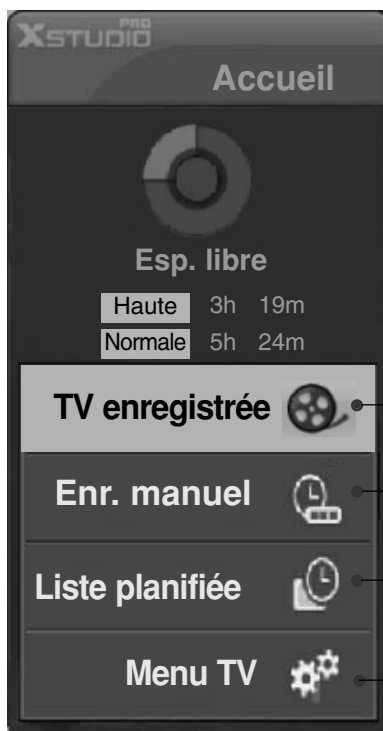 XSTUDIO PRO
Accueil
Esp. libre
Haute 3h 19m
Normale 5h 24m
TV enregistrée
Enr. manuel
Liste planifiée
Menu TV